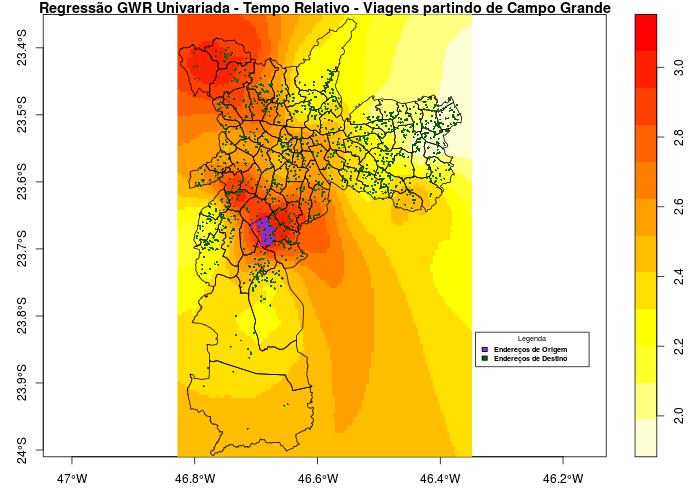 Regressão GWR Univariada - Tempo Relativo - Viagens partindo de Campo Grande
23.4°S
23.5°S
23.6°S
23.7°S
23.8°S
23.9°S
24°S
47°W
46.8°W
46.6°W
46.4°W
46.2°W
Legenda
Endereços de Origem
Endereços de Destino
3.0
2.8
2.6
2.4
2.2
2.0